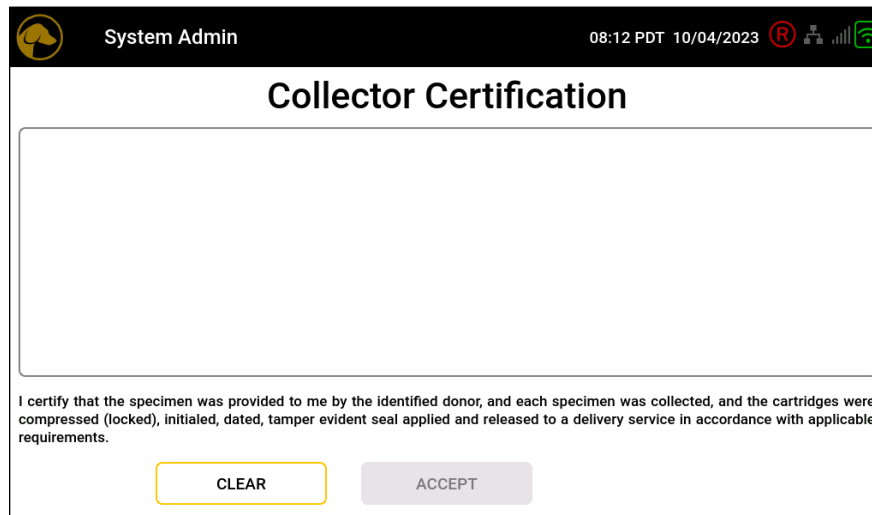 System Admin
08:12 PDT 10/04/2023 R
Collector Certification
I certify that the specimen was provided to me by the identified donor, and each specimen was collected, and the cartridges were
compressed (locked), initialed, dated, tamper evident seal applied and released to a delivery service in accordance with applicable
requirements.
CLEAR ACCEPT